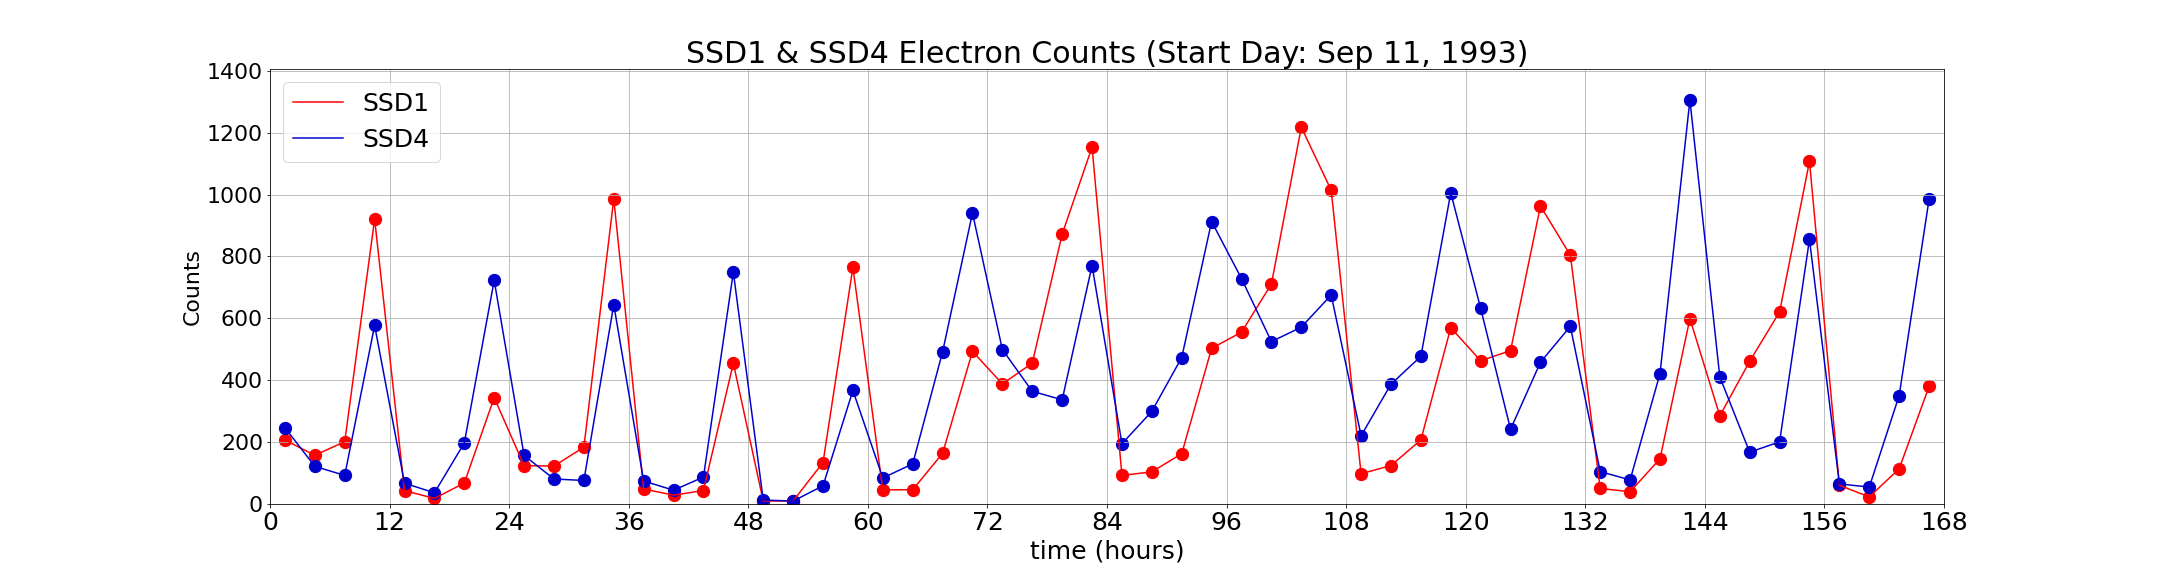 SSD1 & SSD4 Electron Counts (Start Day: Sep 11, 1993)
1400
1200
1000
800
600
400
200
0
Counts
SSD1
SSD4
0 12 24 36 48 60 72 84 96 108 120 132 144 156 168
time (hours)